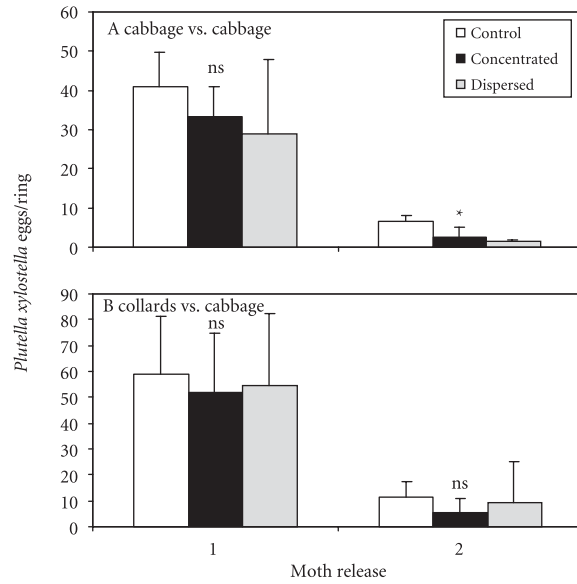 60
A cabbage vs. cabbage
Control
Concentrated
Dispersed
50
ns
40
30
20
10
*
0
Plutella xylostella eggs/ring
90
B collards vs. cabbage
ns
80
70
60
50
40
30
20
ns
10
0
1
2
Moth release